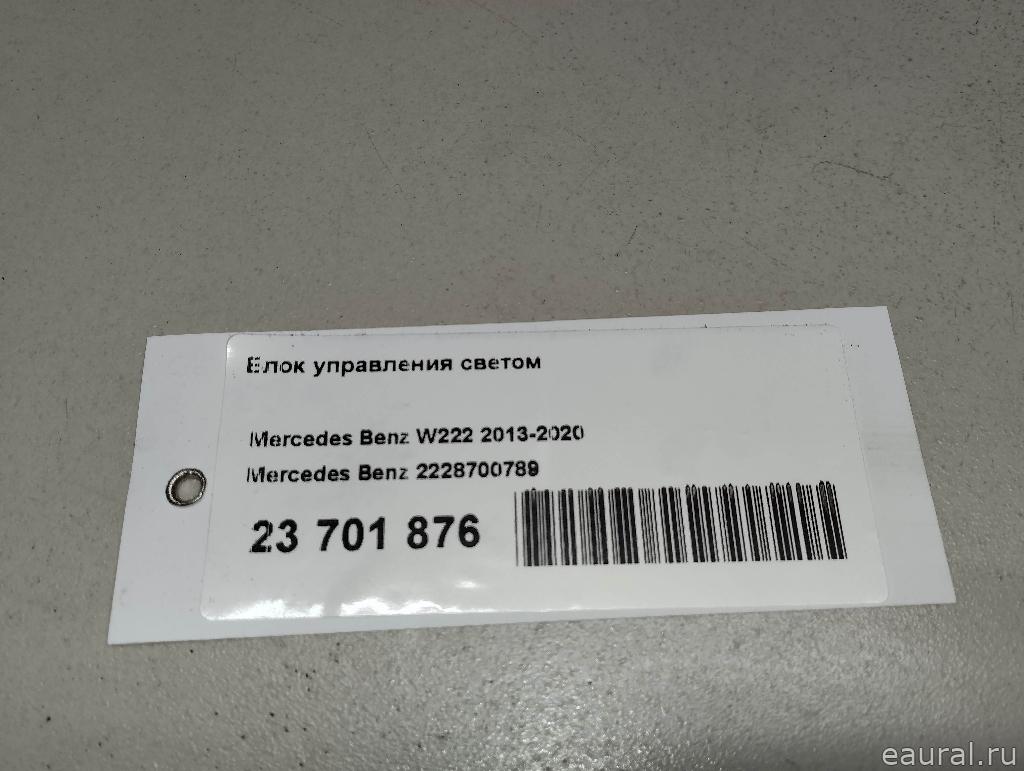 Блок управления светом
Mercedes Benz W222 2013-2020
Mercedes Benz 2228700789
23 701 876
eaural.ru